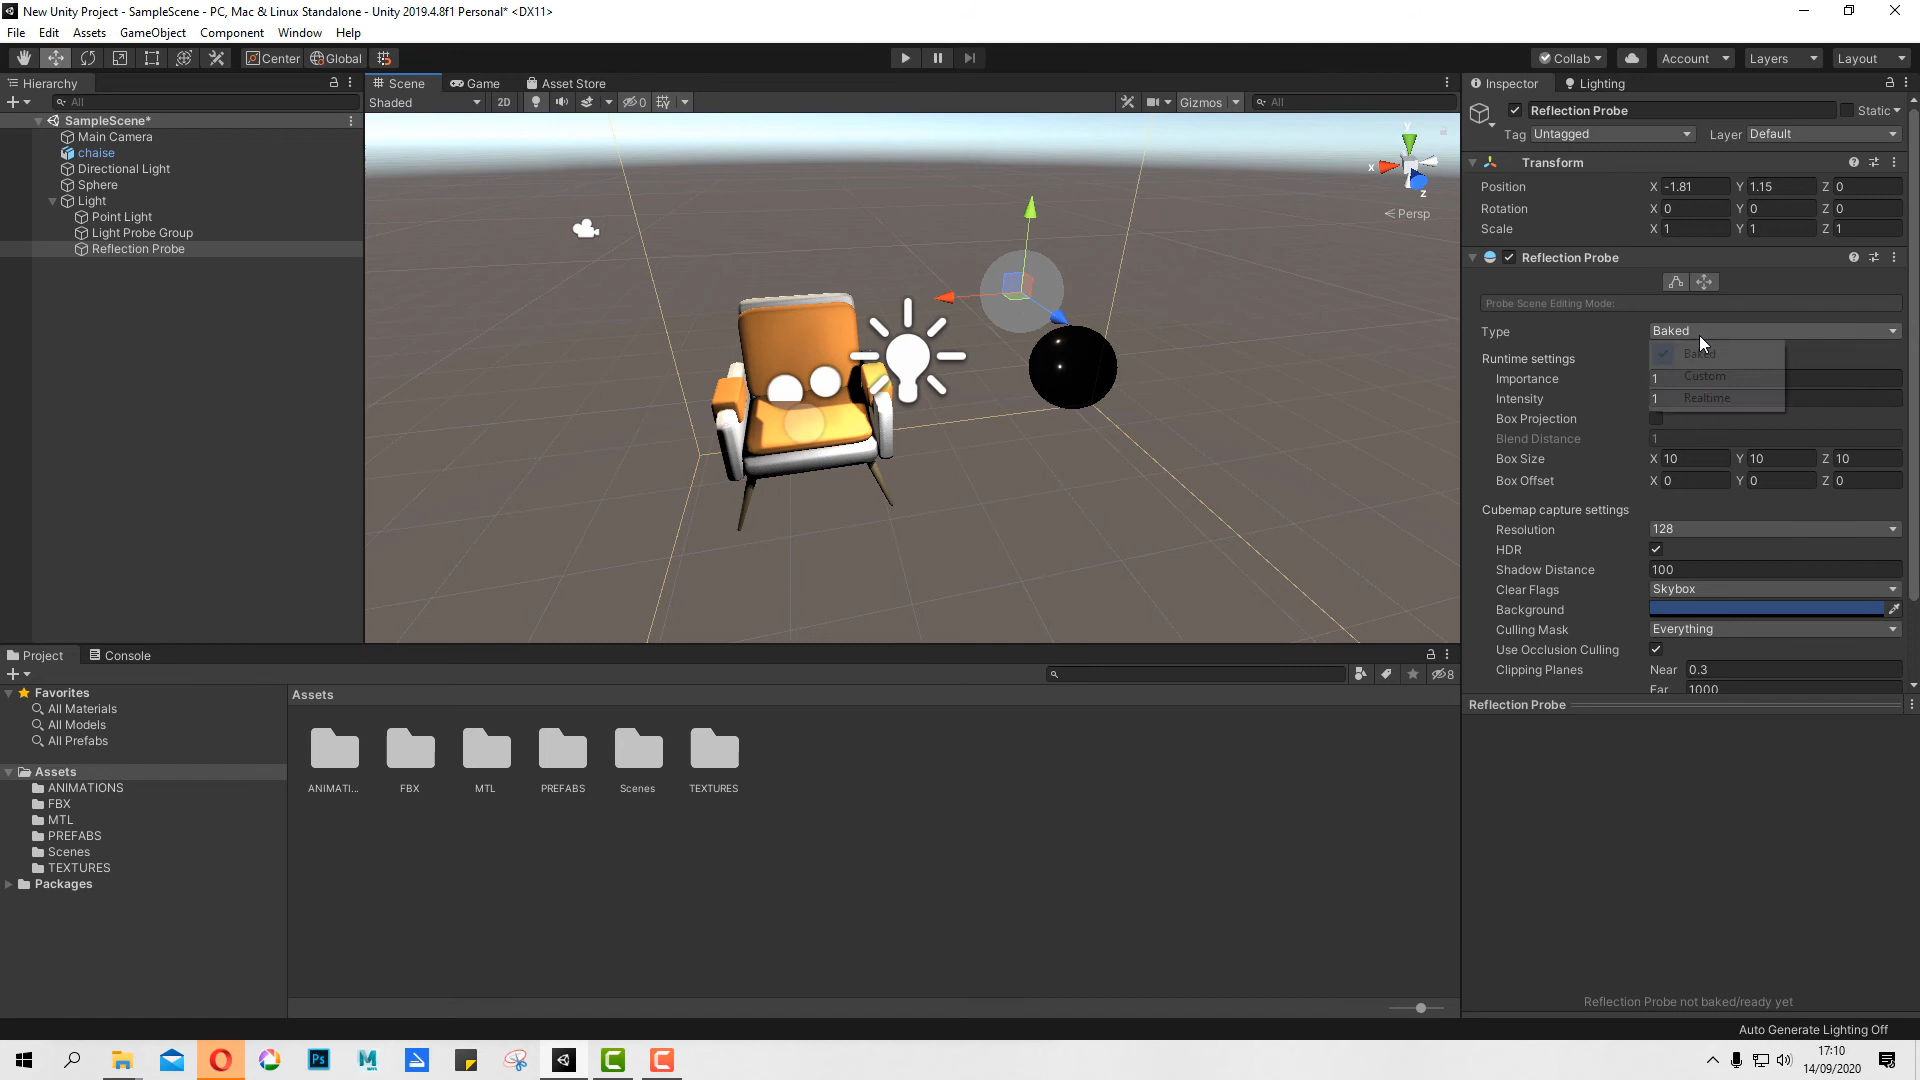 New Unity Project - SampleScene - PC, Mac & Linux Standalone - Unity 2019.4.8f1 Personal* <DX11>
File Edit Assets GameObject Component Window Help
Center Global Collab Account Layers Layout
Hierarchy
All
SampleScene*
Main Camera
chaise
Directional Light
Sphere
Light
Point Light
Light Probe Group
Reflection Probe
Scene Game Asset Store
Shaded 2D 0 Gizmos All
y
x
z
Persp
Inspector Lighting
Reflection Probe Static
Tag Untagged Layer Default
Transform
Position X -1.81 Y 1.15 Z 0
Rotation X 0 Y 0 Z 0
Scale X 1 Y 1 Z 1
Reflection Probe
Probe Scene Editing Mode:
Type Baked
Baked
Custom
Realtime
Runtime settings
Importance 1
Intensity 1
Box Projection
Blend Distance 1
Box Size X 10 Y 10 Z 10
Box Offset X 0 Y 0 Z 0
Cubemap capture settings
Resolution 128
HDR
Shadow Distance 100
Clear Flags Skybox
Background
Culling Mask Everything
Use Occlusion Culling
Clipping Planes Near 0.3
Far 1000
Reflection Probe
Reflection Probe not baked/ready yet
Project Console
8
Favorites
All Materials
All Models
All Prefabs
Assets
ANIMATIONS
FBX
MTL
PREFABS
Scenes
TEXTURES
Packages
Assets
ANIMATI... FBX MTL PREFABS Scenes TEXTURES
Auto Generate Lighting Off
Ps
M
17:10
14/09/2020